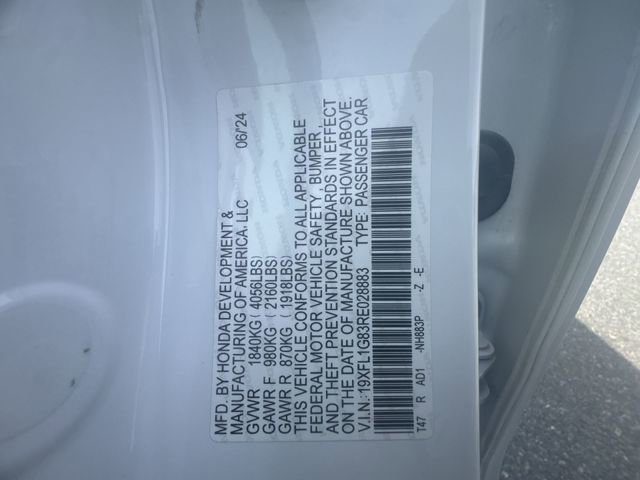 MFD. BY HONDA DEVELOPMENT &
MANUFACTURING OF AMERICA, LLC 06/24
GVWR 1840KG ( 4056LBS)
GAWR F 980KG ( 2160LBS)
GAWR R 870KG ( 1918LBS)
THIS VEHICLE CONFORMS TO ALL APPLICABLE
FEDERAL MOTOR VEHICLE SAFETY, BUMPER,
AND THEFT PREVENTION STANDARDS IN EFFECT
ON THE DATE OF MANUFACTURE SHOWN ABOVE.
V.I.N.: 19XFL1G83RE028883 TYPE: PASSENGER CAR
T47 R AD1 -NH883P -Z -E